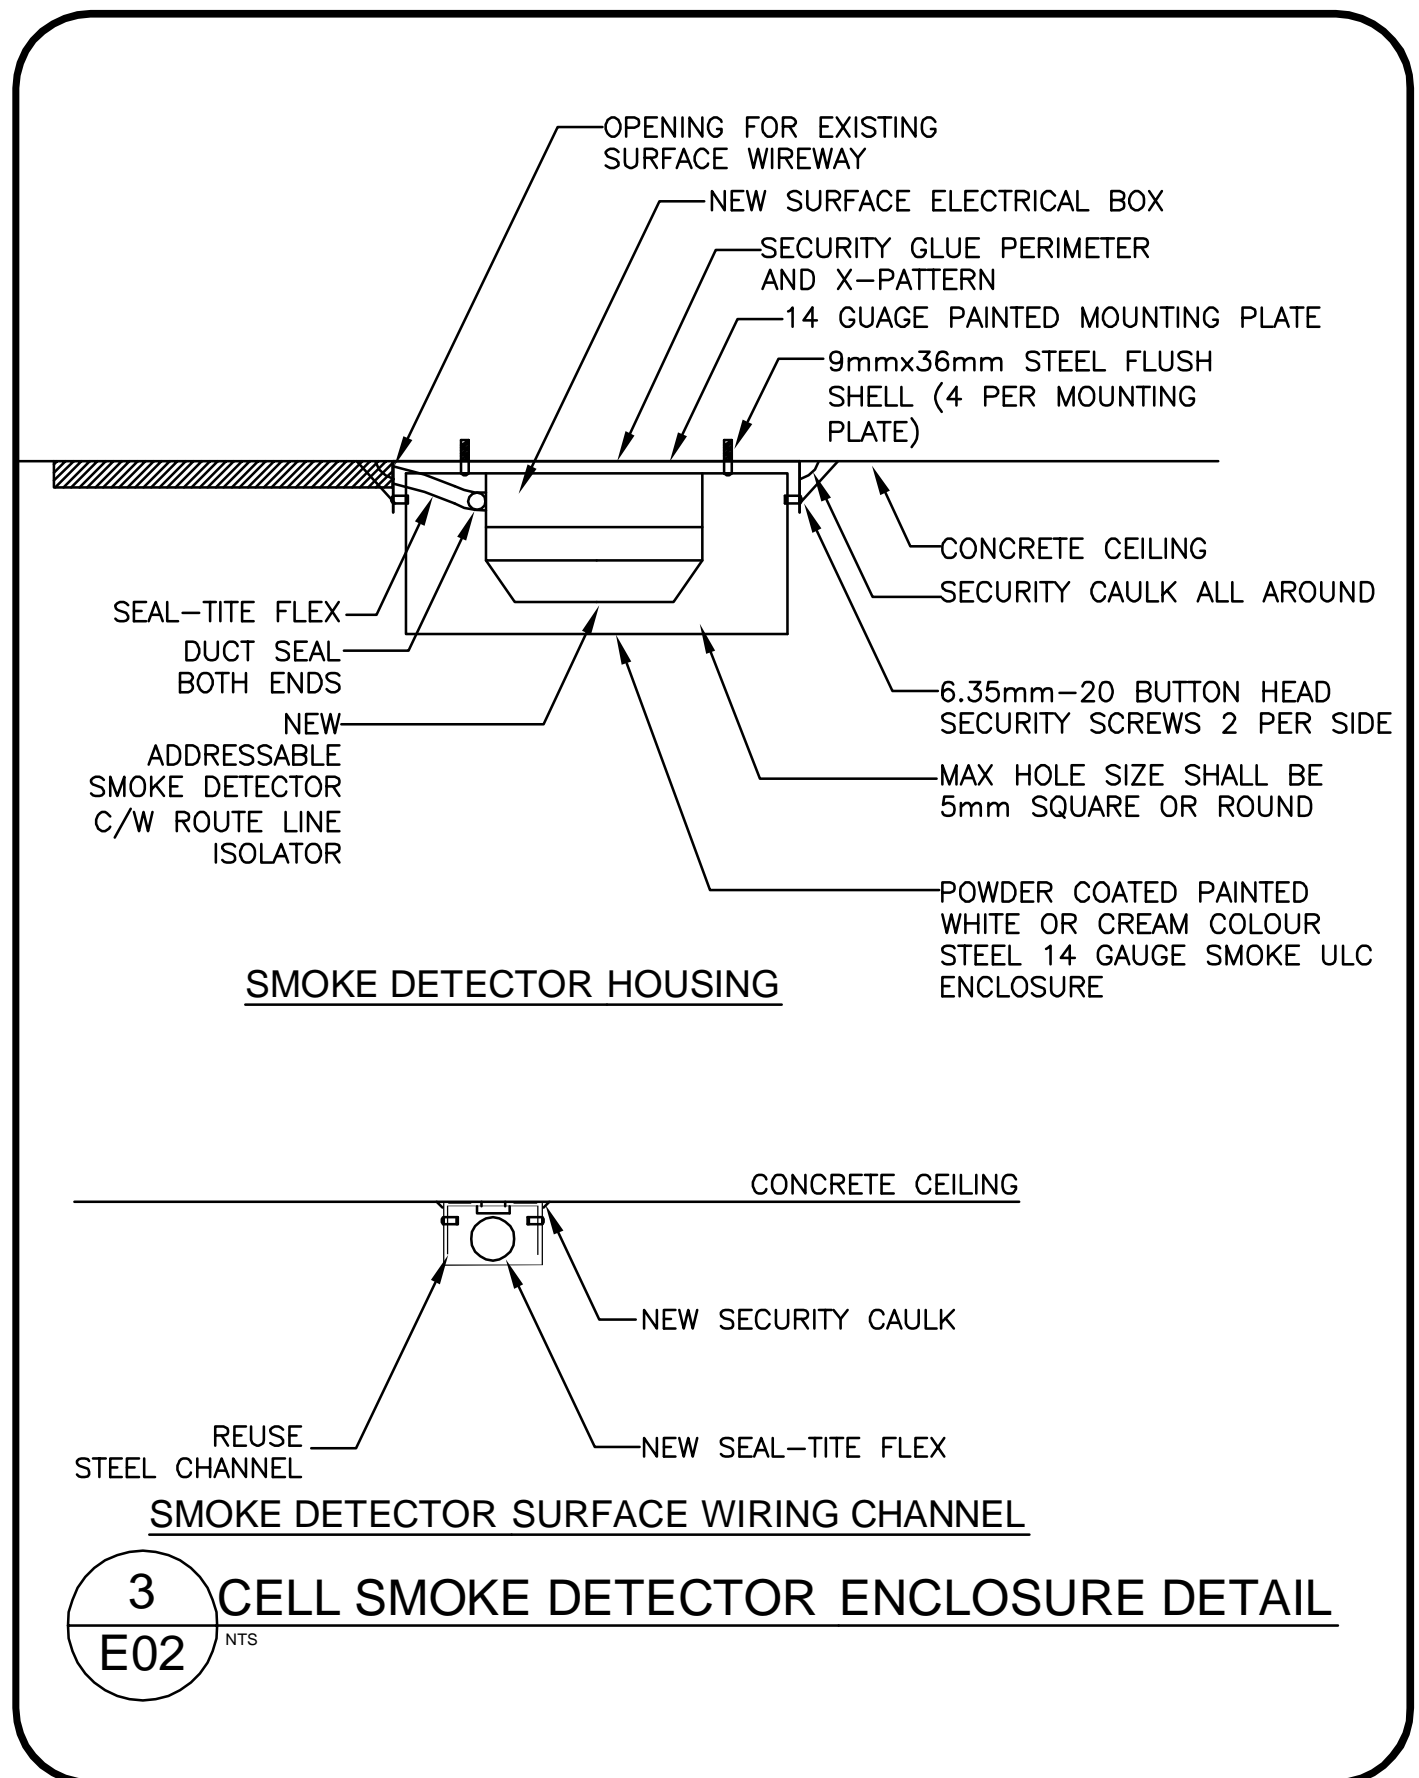 OPENING FOR EXISTING
SURFACE WIREWAY
NEW SURFACE ELECTRICAL BOX
SECURITY GLUE PERIMETER
AND X-PATTERN
14 GUAGE PAINTED MOUNTING PLATE
9mmx36mm STEEL FLUSH
SHELL (4 PER MOUNTING
PLATE)
CONCRETE CEILING
SECURITY CAULK ALL AROUND
6.35mm-20 BUTTON HEAD
SECURITY SCREWS 2 PER SIDE
MAX HOLE SIZE SHALL BE
5mm SQUARE OR ROUND
POWDER COATED PAINTED
WHITE OR CREAM COLOUR
STEEL 14 GAUGE SMOKE ULC
ENCLOSURE
SEAL-TITE FLEX
DUCT SEAL
BOTH ENDS
NEW
ADDRESSABLE
SMOKE DETECTOR
C/W ROUTE LINE
ISOLATOR
SMOKE DETECTOR HOUSING
CONCRETE CEILING
NEW SECURITY CAULK
REUSE
STEEL CHANNEL
NEW SEAL-TITE FLEX
SMOKE DETECTOR SURFACE WIRING CHANNEL
3
E02
CELL SMOKE DETECTOR ENCLOSURE DETAIL
NTS